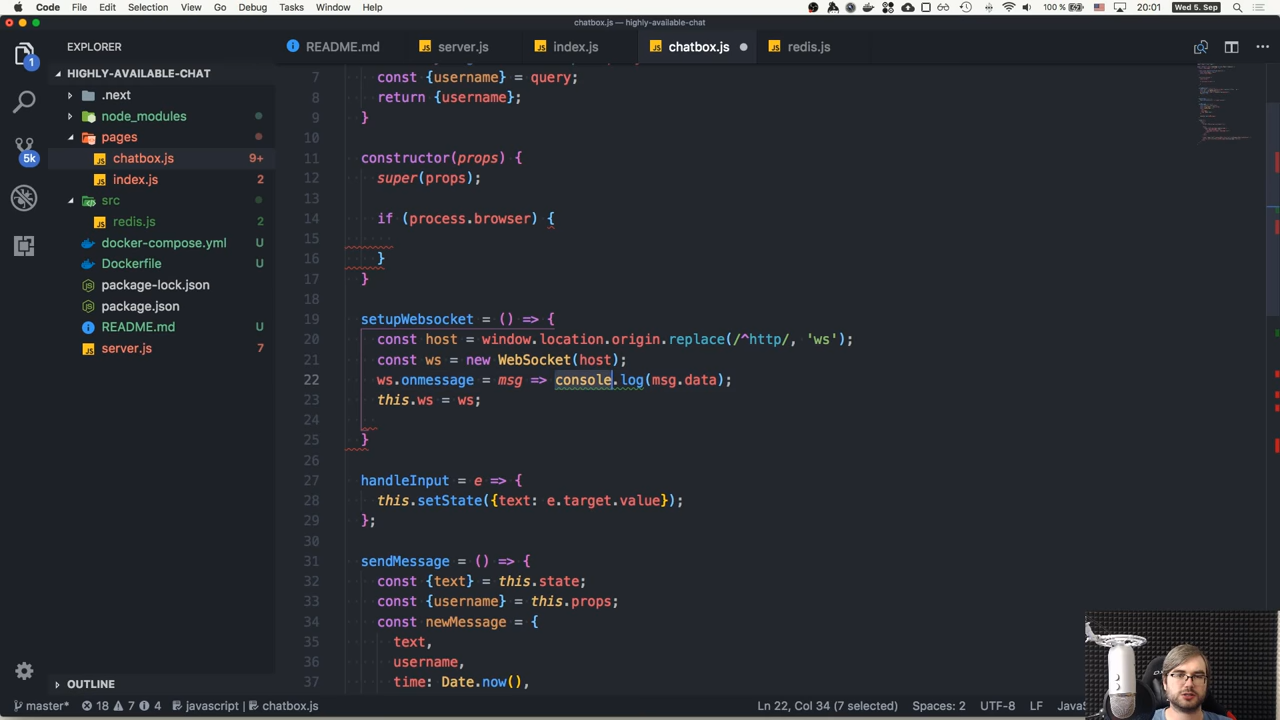 Code File Edit Selection View Go Debug Tasks Window Help 100 % 20:01 Wed 5. Sep
chatbox.js — highly-available-chat
EXPLORER
README.md
server.js
index.js
chatbox.js
redis.js
1
5k
HIGHLY-AVAILABLE-CHAT
.next
node_modules
pages
chatbox.js 9+
index.js 2
src
redis.js 2
docker-compose.yml U
Dockerfile U
package-lock.json
package.json
README.md U
server.js 7
OUTLINE
7 const {username} = query;
8 return {username};
9 }
10
11 constructor(props) {
12 super(props);
13
14 if (process.browser) {
15
16 }
17 }
18
19 setupWebsocket = () => {
20 const host = window.location.origin.replace(/^http/, 'ws');
21 const ws = new WebSocket(host);
22 ws.onmessage = msg => console.log(msg.data);
23 this.ws = ws;
24
25 }
26
27 handleInput = e => {
28 this.setState({text: e.target.value});
29 };
30
31 sendMessage = () => {
32 const {text} = this.state;
33 const {username} = this.props;
34 const newMessage = {
35 text,
36 username,
37 time: Date.now(),
master* 18 7 4 javascript | chatbox.js Ln 22, Col 34 (7 selected) Spaces: 2 UTF-8 LF